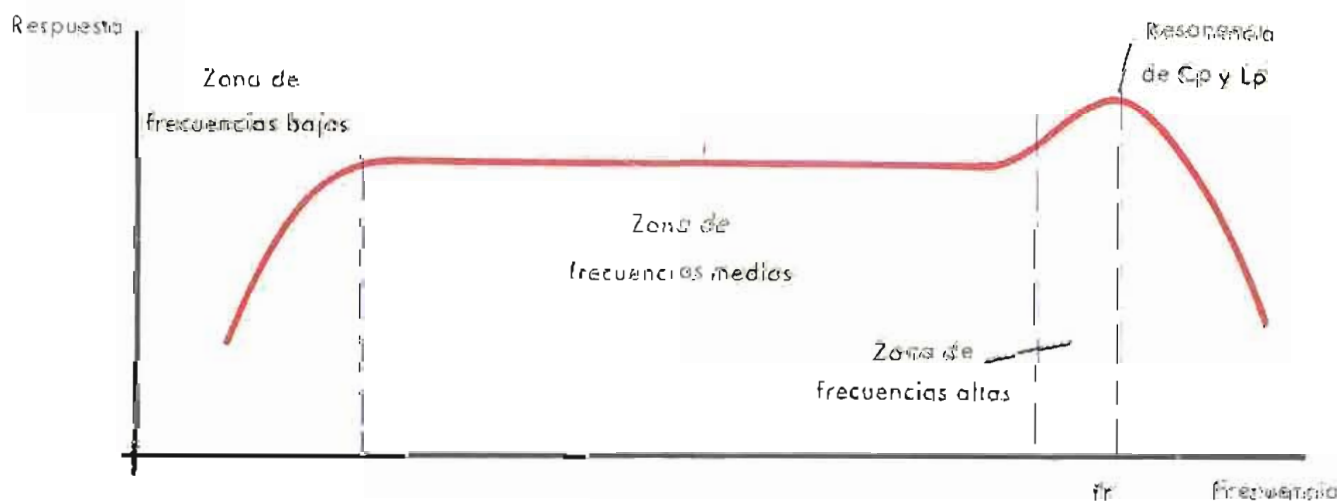 Respuesta
Resonancia
de Cp y Lp
Zona de
frecuencias bajas
Zona de
frecuencias medias
Zona de
frecuencias altas
fr
Frecuencia